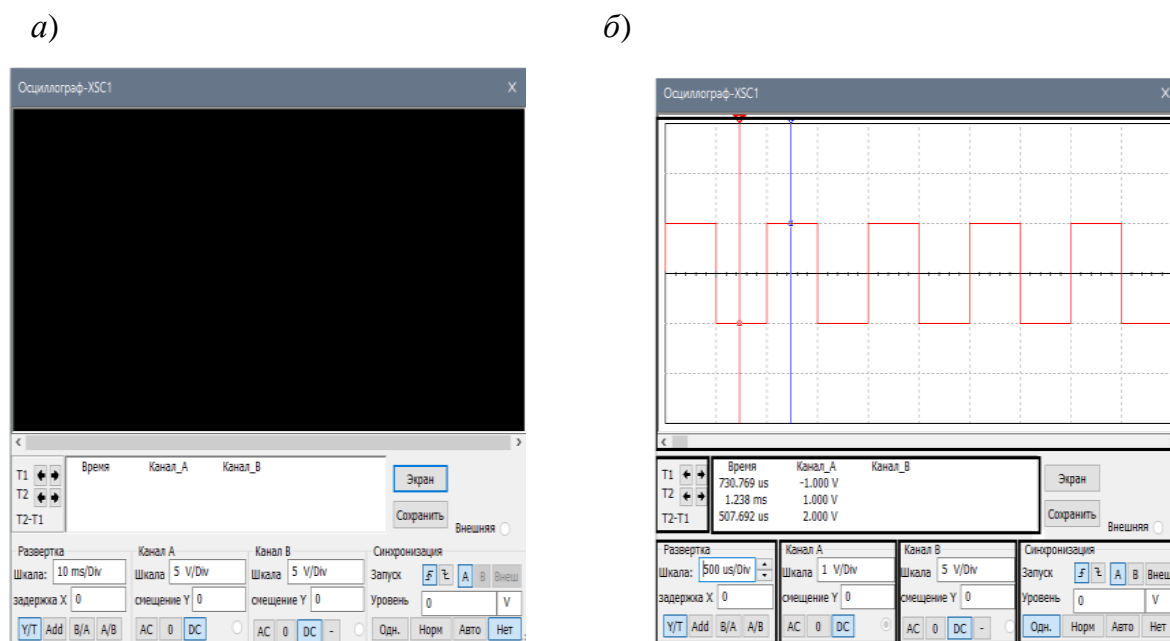 а)
б)
Осциллограф-XSC1 X
Время Канал_A Канал_B
T1
T2
T2-T1
Экран
Сохранить
Внешняя
Развертка Канал A Канал B Синхронизация
Шкала: 10 ms/Div Шкала 5 V/Div Шкала 5 V/Div Запуск A B Внеш
задержка X 0 смещение Y 0 смещение Y 0 Уровень 0 V
Y/T Add B/A A/B AC 0 DC AC 0 DC - Одн. Норм Авто Нет
Осциллограф-XSC1 X
Время Канал_A Канал_B
T1 730.769 us -1.000 V
T2 1.238 ms 1.000 V
T2-T1 507.692 us 2.000 V
Экран
Сохранить
Внешняя
Развертка Канал A Канал B Синхронизация
Шкала: 500 us/Div Шкала 1 V/Div Шкала 5 V/Div Запуск A B Внеш
задержка X 0 смещение Y 0 смещение Y 0 Уровень 0 V
Y/T Add B/A A/B AC 0 DC AC 0 DC - Одн. Норм Авто Нет